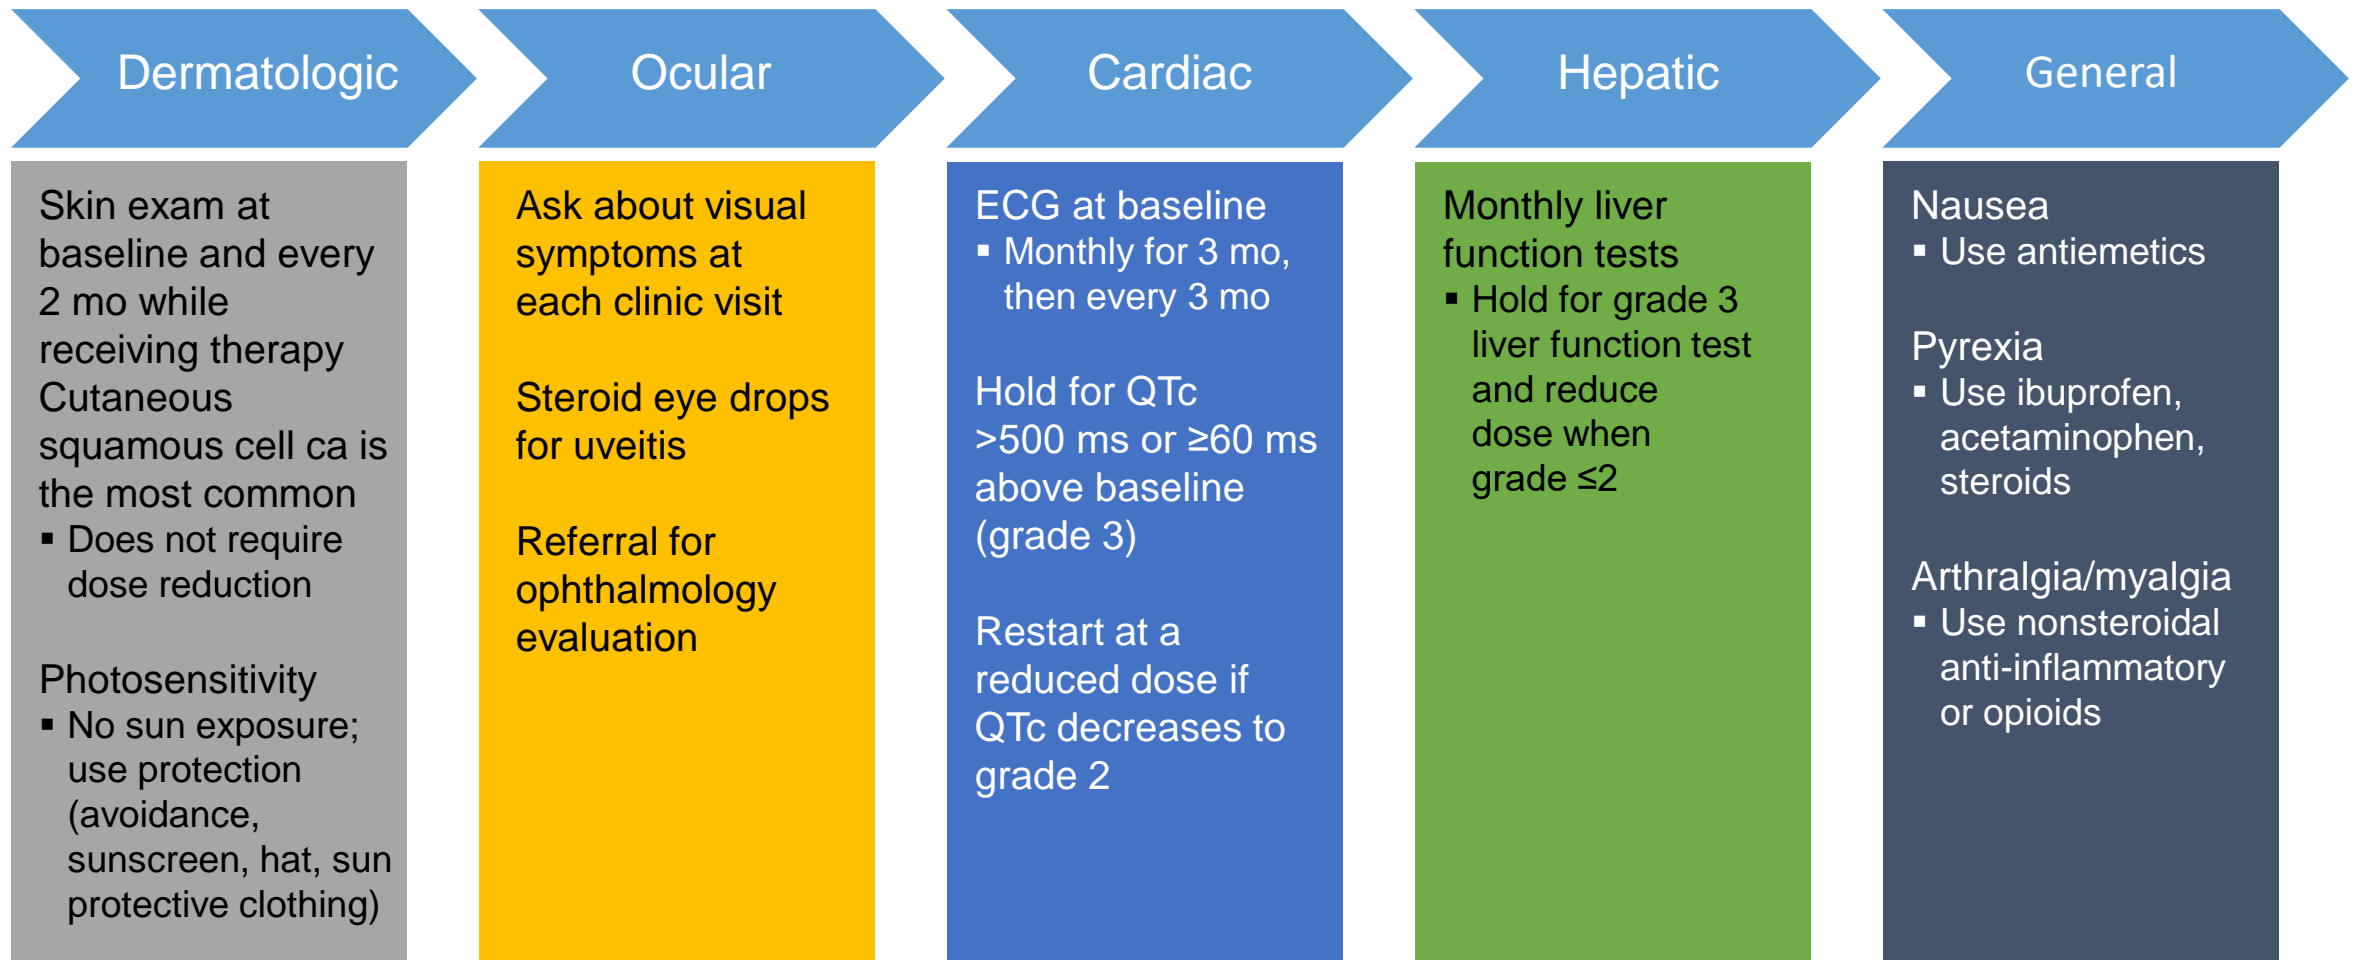 Dermatologic
Ocular
Cardiac
Hepatic
General
Skin exam at
baseline and every
2 mo while
receiving therapy
Cutaneous
squamous cell ca is
the most common
▪ Does not require
dose reduction
Photosensitivity
▪ No sun exposure;
use protection
(avoidance,
sunscreen, hat, sun
protective clothing)
Ask about visual
symptoms at
each clinic visit
Steroid eye drops
for uveitis
Referral for
ophthalmology
evaluation
ECG at baseline
▪ Monthly for 3 mo,
then every 3 mo
Hold for QTc
>500 ms or ≥60 ms
above baseline
(grade 3)
Restart at a
reduced dose if
QTc decreases to
grade 2
Monthly liver
function tests
▪ Hold for grade 3
liver function test
and reduce
dose when
grade ≤2
Nausea
▪ Use antiemetics
Pyrexia
▪ Use ibuprofen,
acetaminophen,
steroids
Arthralgia/myalgia
▪ Use nonsteroidal
anti-inflammatory
or opioids